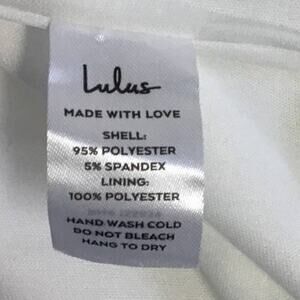 Lulus
MADE WITH LOVE
SHELL:
95% POLYESTER
5% SPANDEX
LINING:
100% POLYESTER
HAND WASH COLD
DO NOT BLEACH
HANG TO DRY